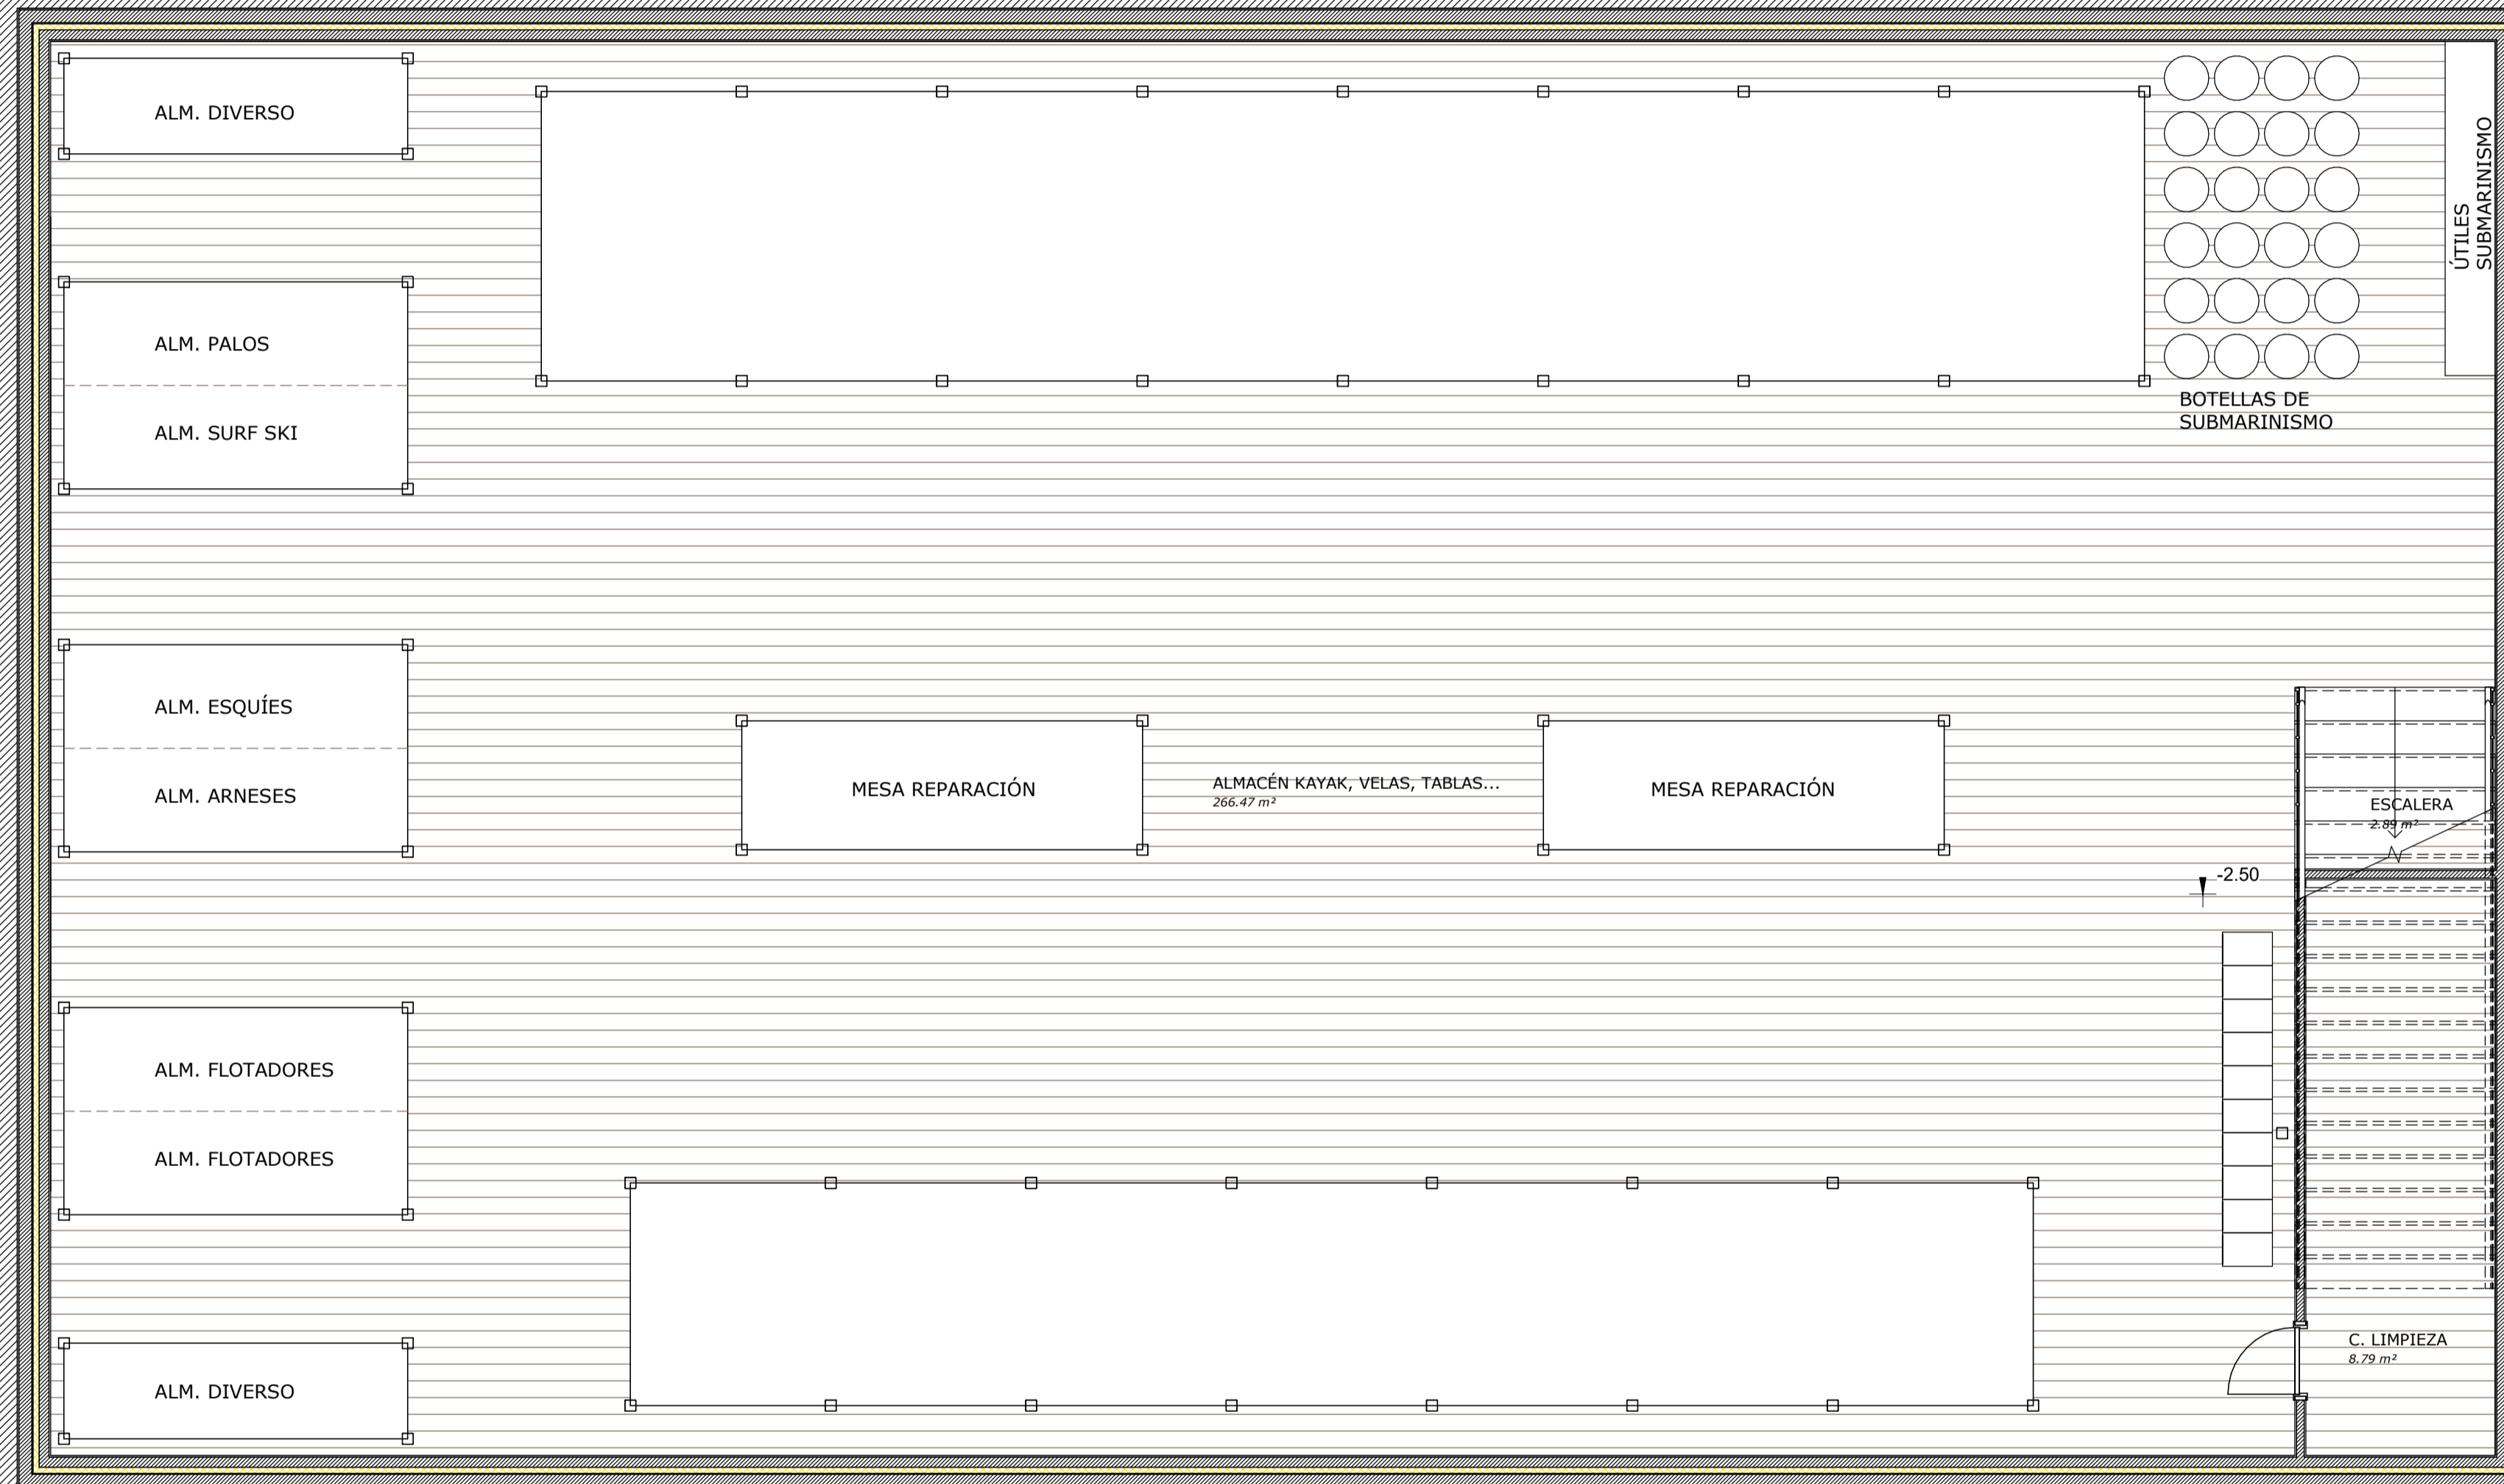 ALM. DIVERSO
ALM. PALOS
ALM. SURF SKI
ALM. ESQUÍES
ALM. ARNESES
ALM. FLOTADORES
ALM. FLOTADORES
ALM. DIVERSO
MESA REPARACIÓN
ALMACÉN KAYAK, VELAS, TABLAS...
266.47 m²
MESA REPARACIÓN
BOTELLAS DE
SUBMARINISMO
ÚTILES
SUBMARINISMO
ESCALERA
2.89 m²
-2.50
C. LIMPIEZA
8.79 m²